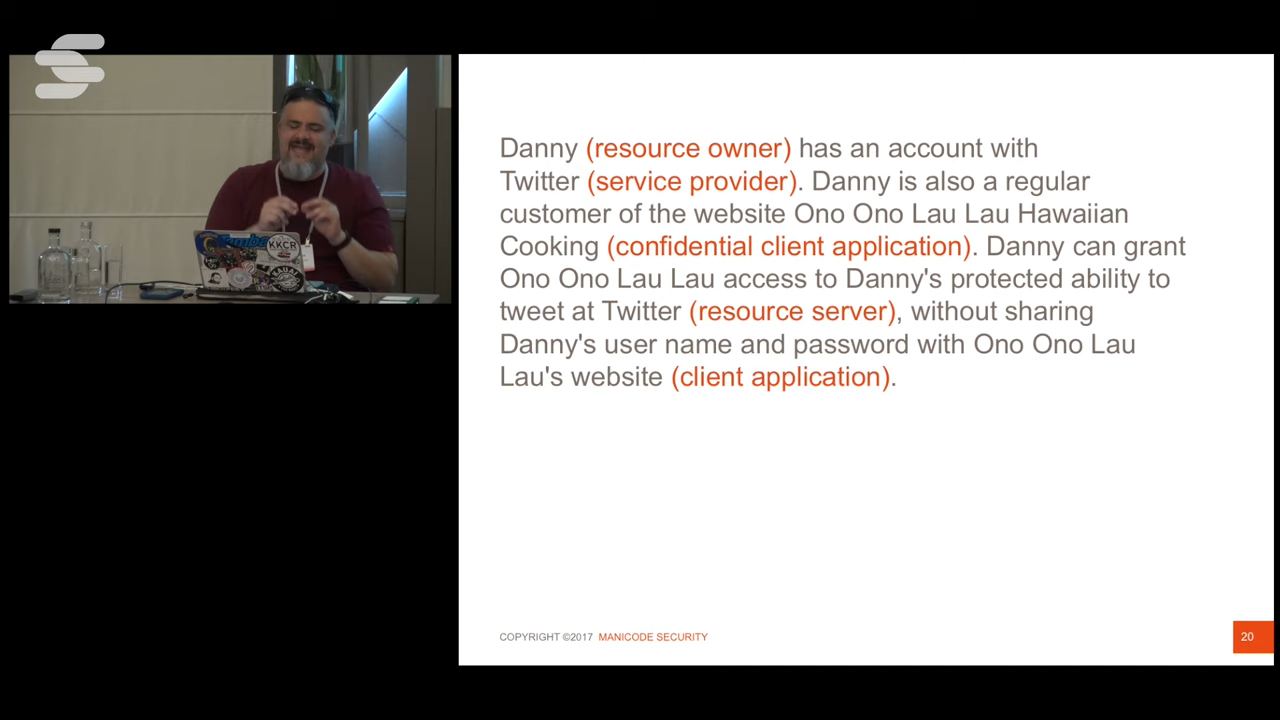 Danny (resource owner) has an account with
Twitter (service provider). Danny is also a regular
customer of the website Ono Ono Lau Lau Hawaiian
Cooking (confidential client application). Danny can grant
Ono Ono Lau Lau access to Danny's protected ability to
tweet at Twitter (resource server), without sharing
Danny's user name and password with Ono Ono Lau
Lau's website (client application).
COPYRIGHT ©2017 MANICODE SECURITY
20
KKCR
KAUAI